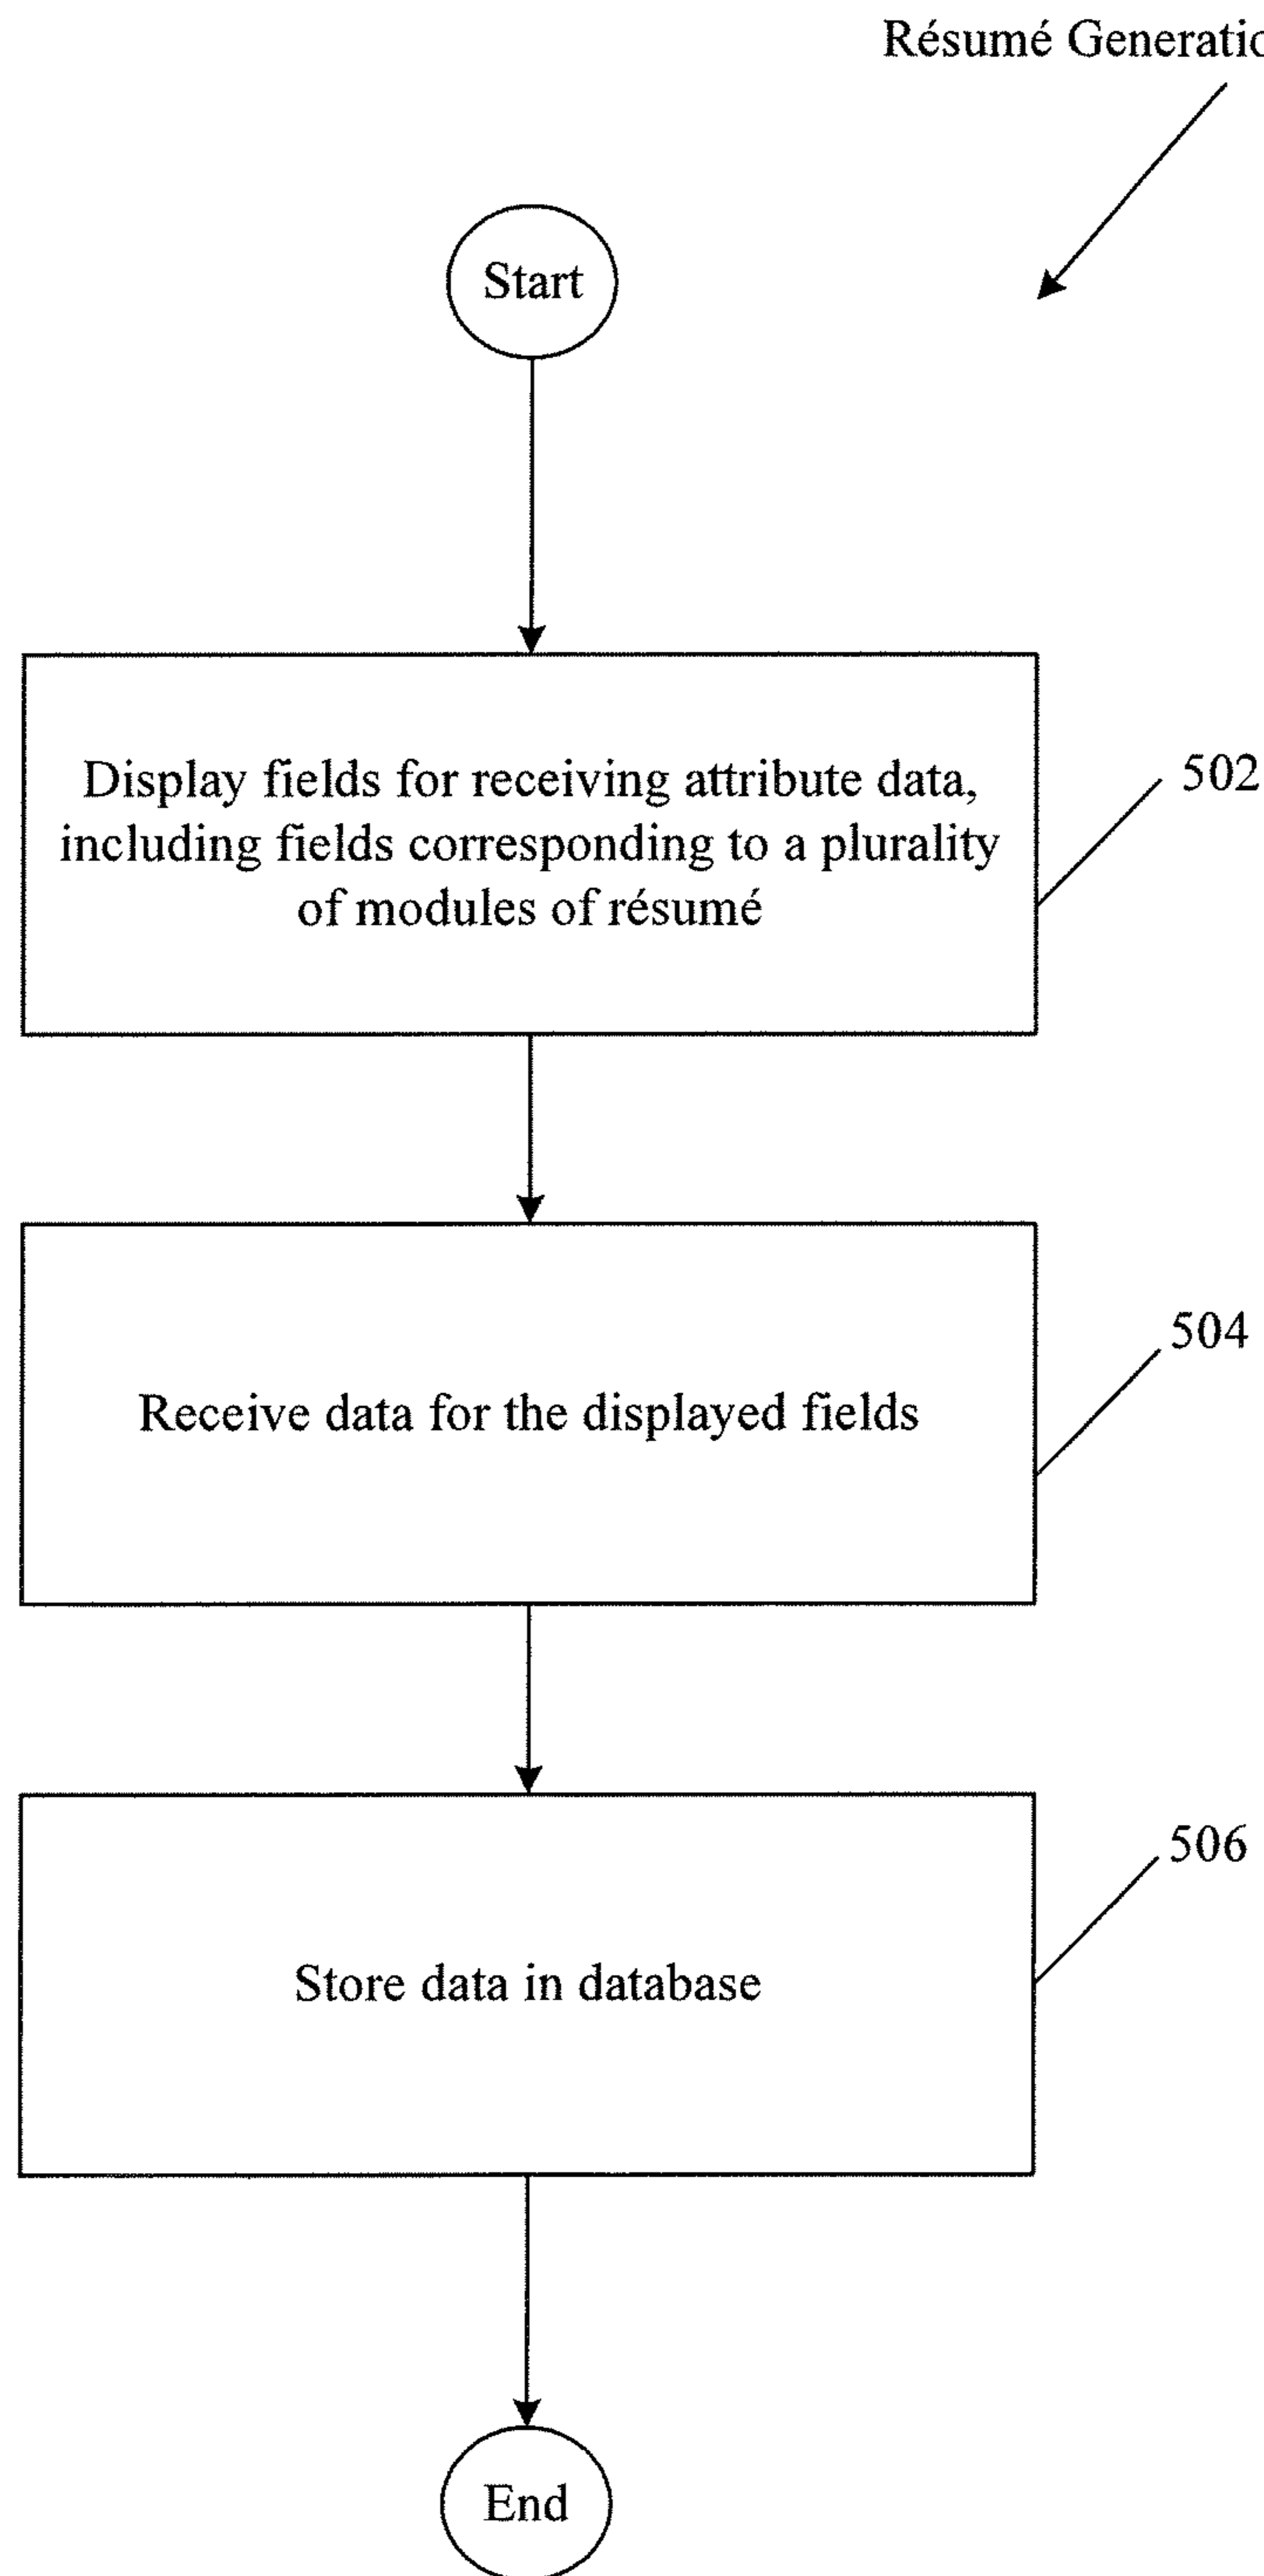 Résumé Generatio
Start
Display fields for receiving attribute data,
including fields corresponding to a plurality
of modules of résumé
502
Receive data for the displayed fields
504
Store data in database
506
End